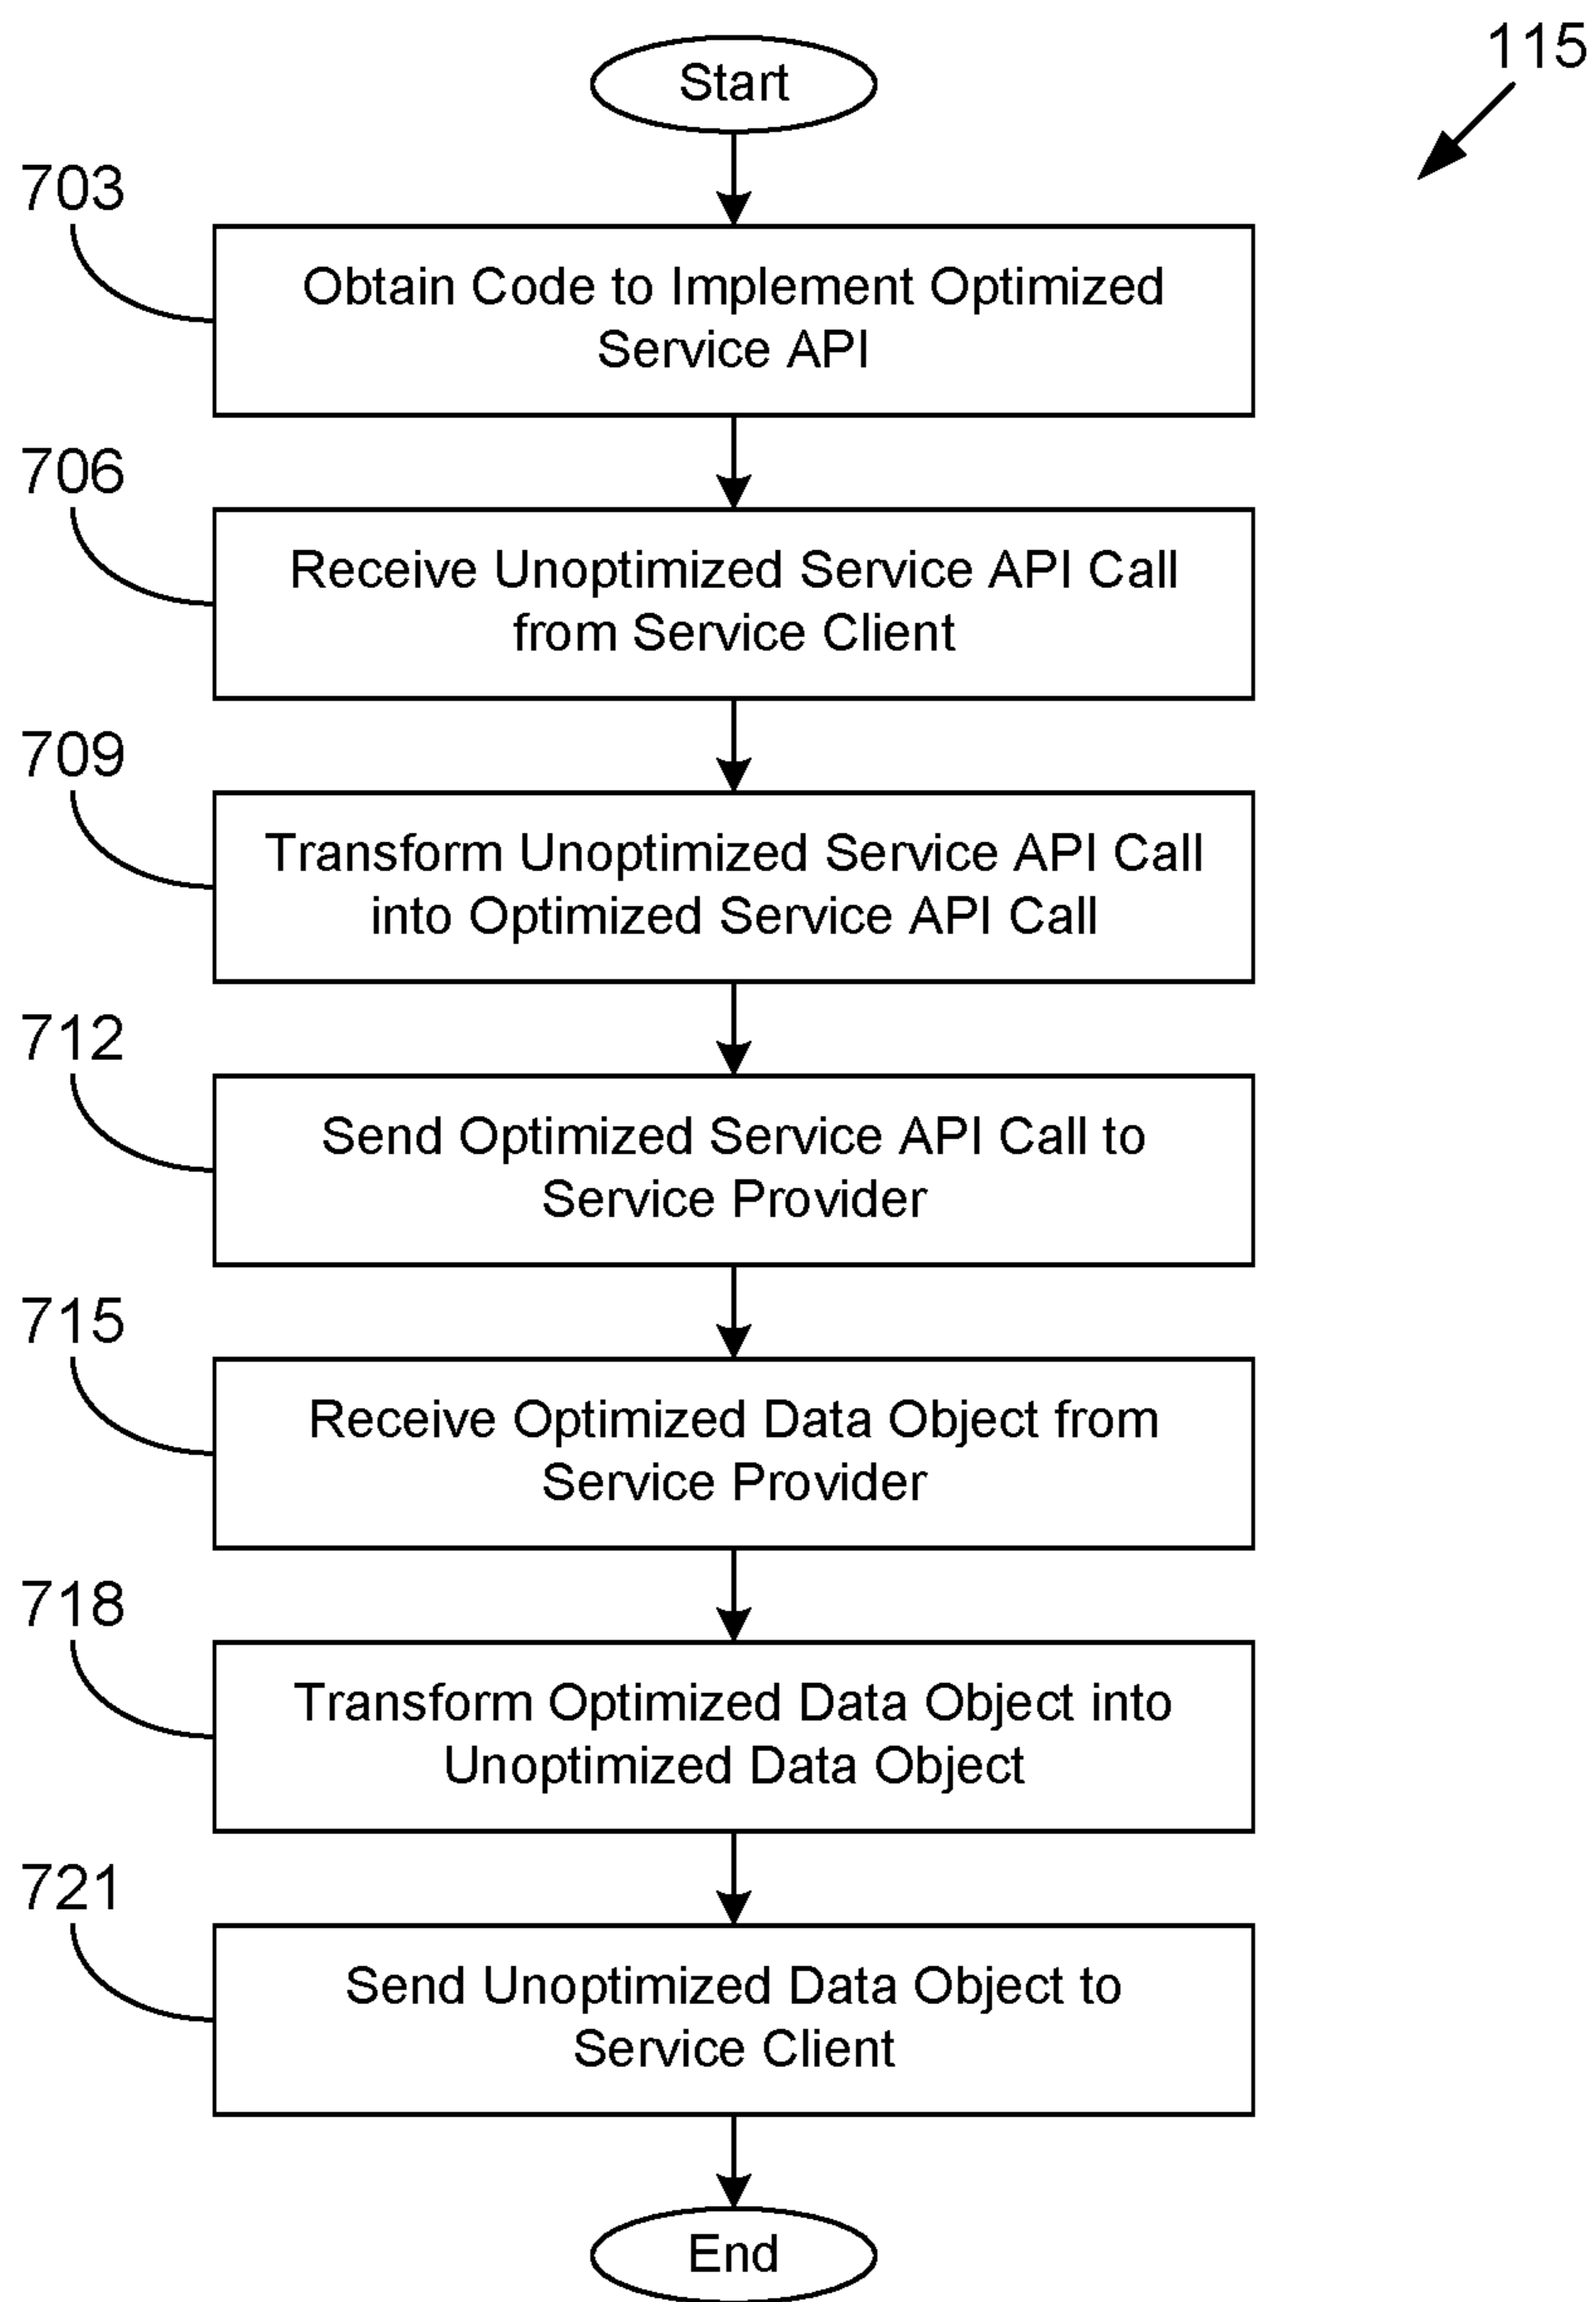 115
Start
703
Obtain Code to Implement Optimized
Service API
706
Receive Unoptimized Service API Call
from Service Client
709
Transform Unoptimized Service API Call
into Optimized Service API Call
712
Send Optimized Service API Call to
Service Provider
715
Receive Optimized Data Object from
Service Provider
718
Transform Optimized Data Object into
Unoptimized Data Object
721
Send Unoptimized Data Object to
Service Client
End